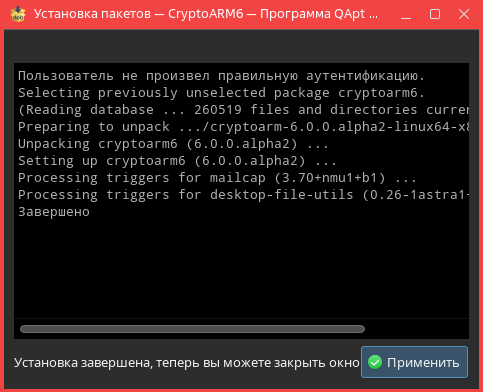 Установка пакетов — CryptoARM6 — Программа QApt ...
Пользователь не произвел правильную аутентификацию.
Selecting previously unselected package cryptoarm6.
(Reading database ... 260519 files and directories curren
Preparing to unpack .../cryptoarm-6.0.0.alpha2-linux64-x8
Unpacking cryptoarm6 (6.0.0.alpha2) ...
Setting up cryptoarm6 (6.0.0.alpha2) ...
Processing triggers for mailcap (3.70+nmu1+b1) ...
Processing triggers for desktop-file-utils (0.26-1astra1+
Завершено
Установка завершена, теперь вы можете закрыть окно
Применить